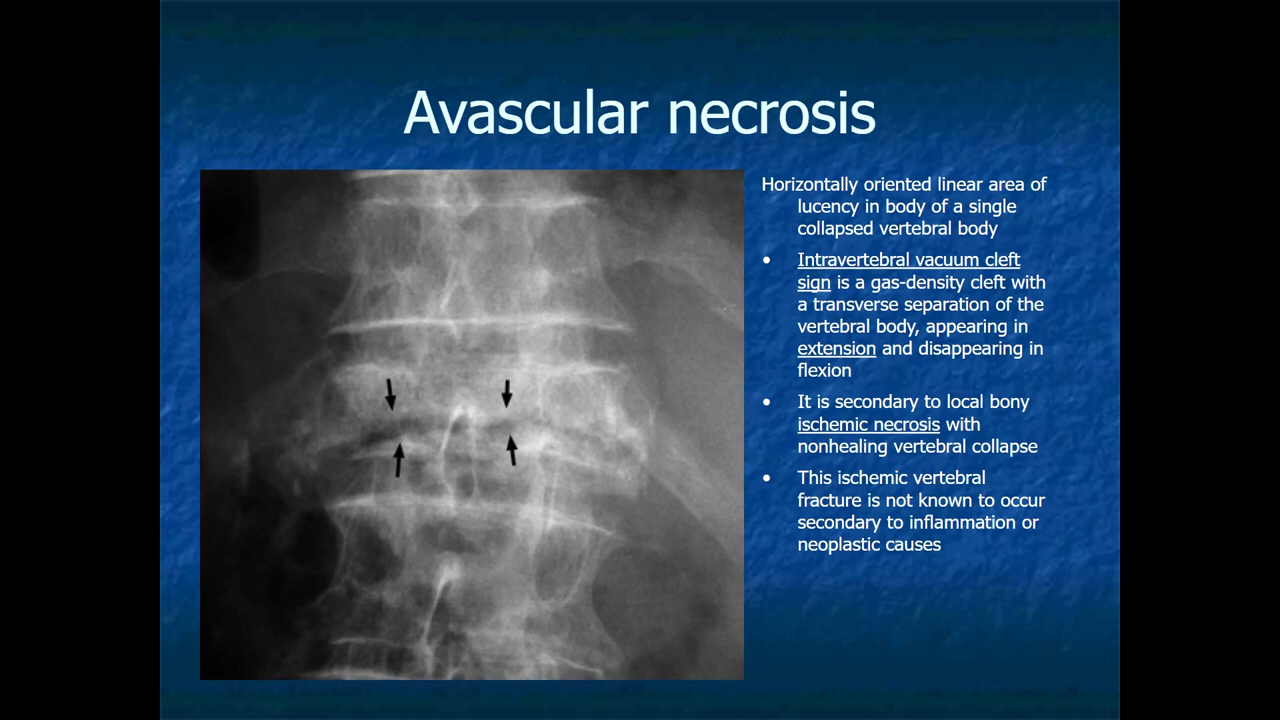 Avascular necrosis
Horizontally oriented linear area of
lucency in body of a single
collapsed vertebral body
• Intravertebral vacuum cleft
sign is a gas-density cleft with
a transverse separation of the
vertebral body, appearing in
extension and disappearing in
flexion
• It is secondary to local bony
ischemic necrosis with
nonhealing vertebral collapse
• This ischemic vertebral
fracture is not known to occur
secondary to inflammation or
neoplastic causes